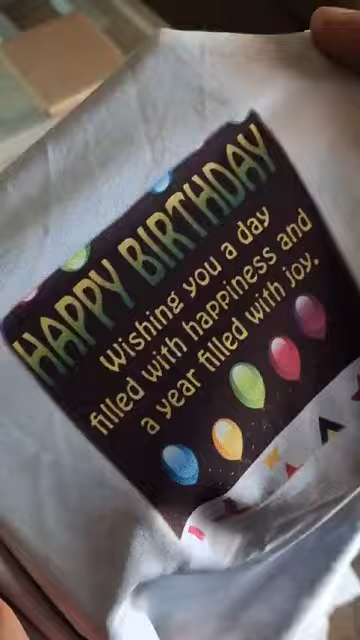 HAPPY BIRTHDAY
Wishing you a day
filled with happiness and
a year filled with joy.